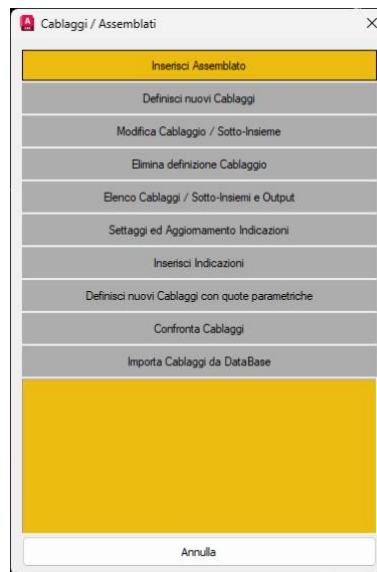 Cablaggi / Assemblati
Inserisci Assemblato
Definisci nuovi Cablaggi
Modifica Cablaggio / Sotto-Insieme
Elimina definizione Cablaggio
Elenco Cablaggi / Sotto-Insiemi e Output
Settaggi ed Aggiornamento Indicazioni
Inserisci Indicazioni
Definisci nuovi Cablaggi con quote parametriche
Confronta Cablaggi
Importa Cablaggi da DataBase
Annulla